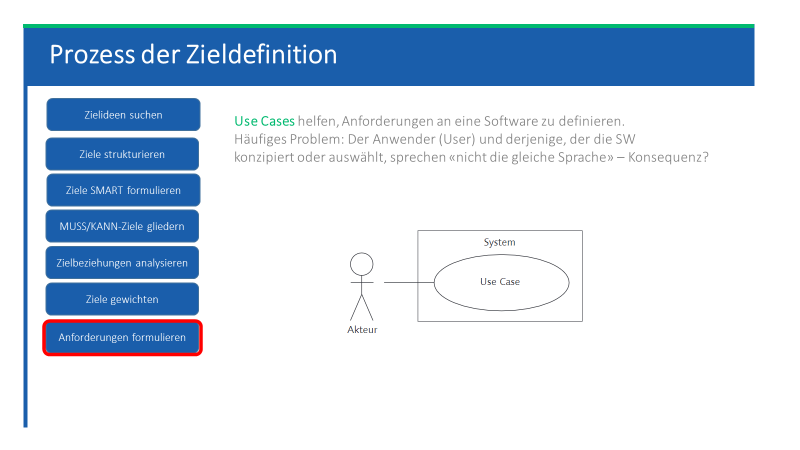 Prozess der Zieldefinition
Zielideen suchen
Ziele strukturieren
Ziele SMART formulieren
MUSS/KANN-Ziele gliedern
Zielbeziehungen analysieren
Ziele gewichten
Anforderungen formulieren
Use Cases helfen, Anforderungen an eine Software zu definieren.
Häufiges Problem: Der Anwender (User) und derjenige, der die SW
konzipiert oder auswählt, sprechen «nicht die gleiche Sprache» – Konsequenz?
System
Use Case
Akteur